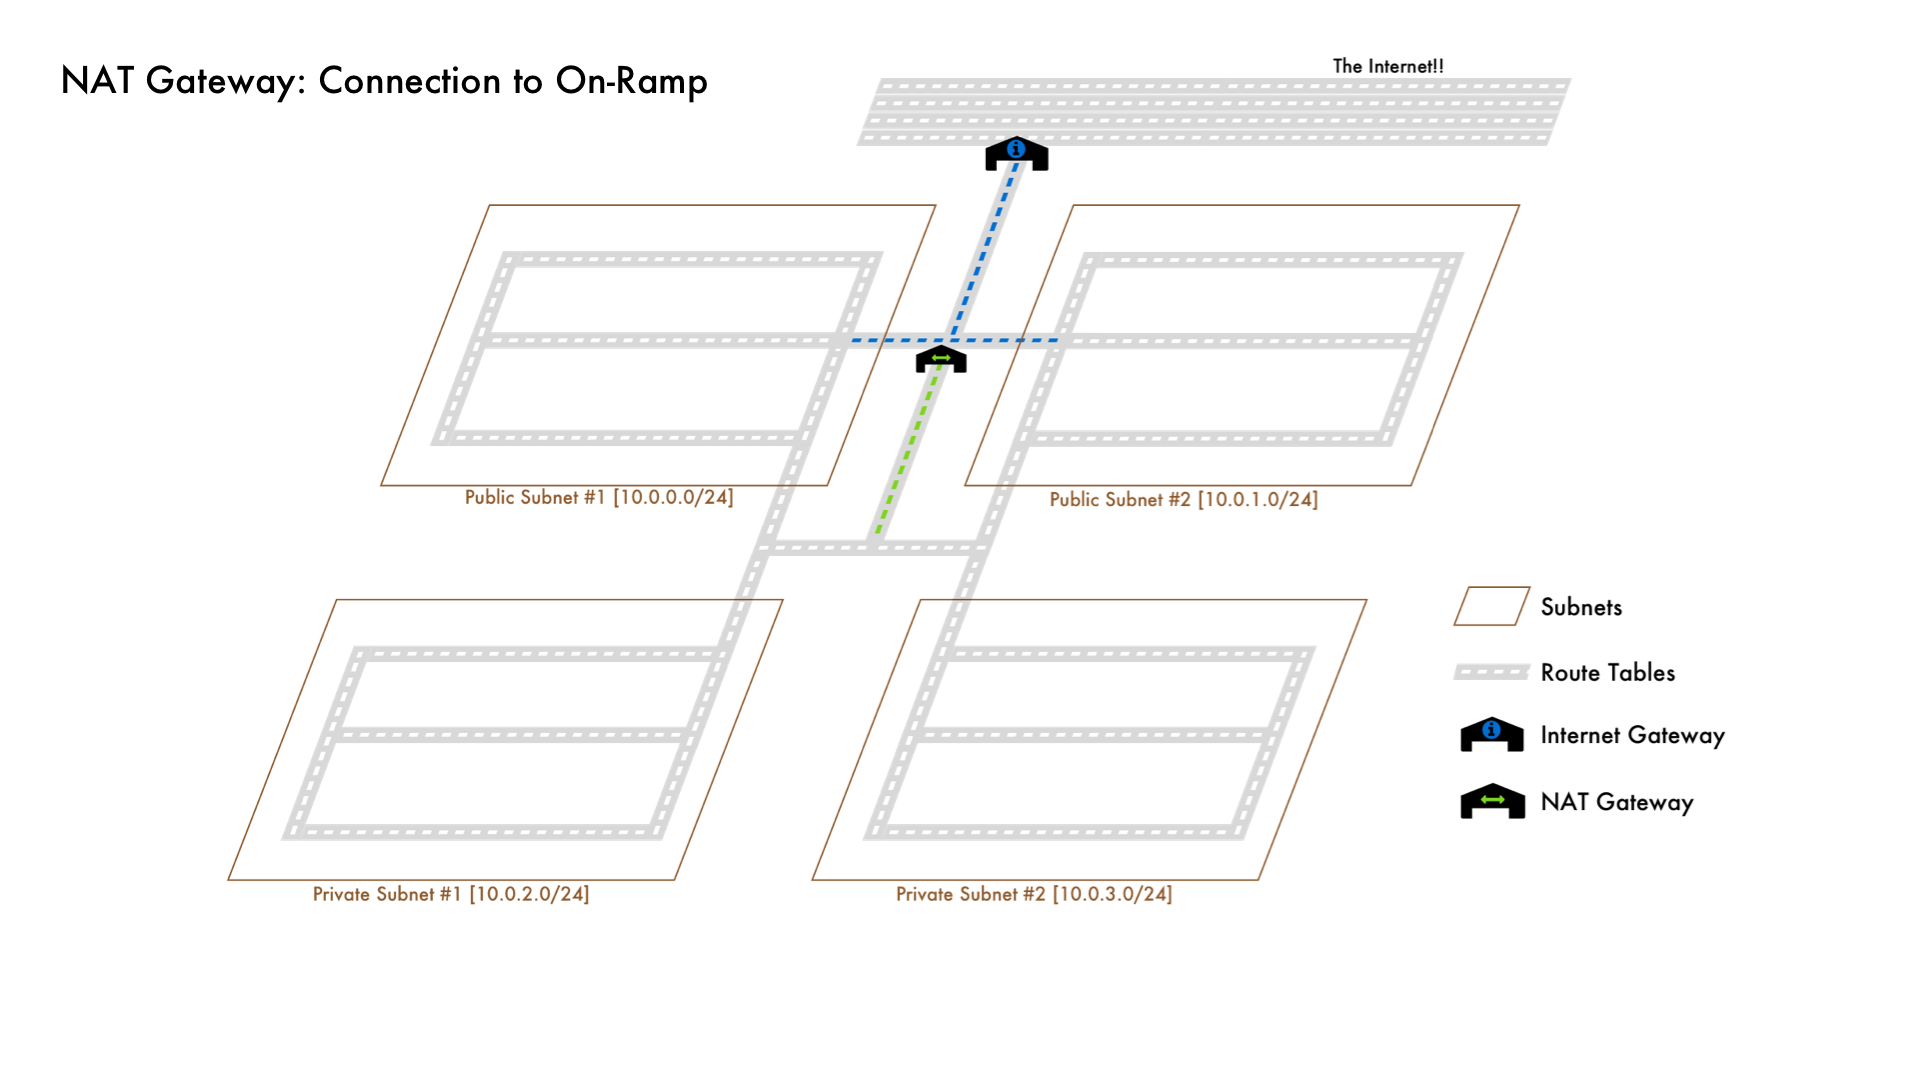 NAT Gateway: Connection to On-Ramp
The Internet!!
Public Subnet #1 [10.0.0.0/24]
Public Subnet #2 [10.0.1.0/24]
Subnets
Route Tables
Internet Gateway
NAT Gateway
Private Subnet #1 [10.0.2.0/24]
Private Subnet #2 [10.0.3.0/24]